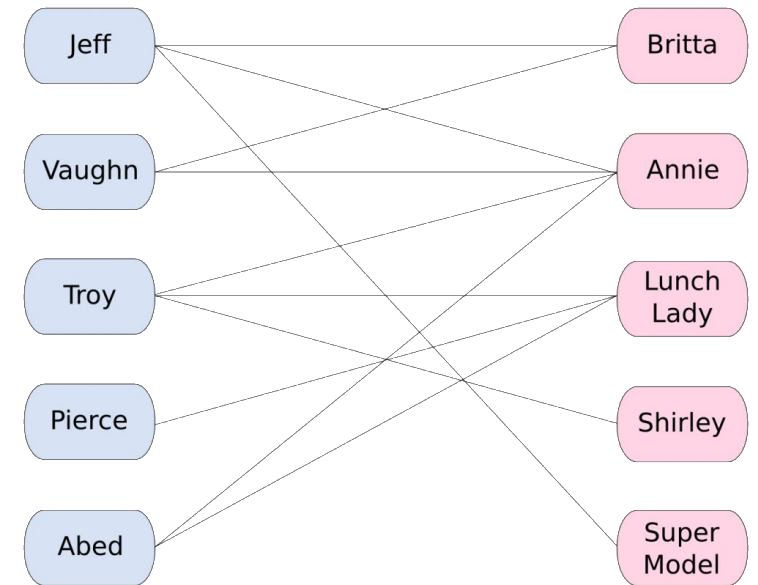 Jeff
Britta
Vaughn
Annie
Troy
Lunch
Lady
Pierce
Shirley
Abed
Super
Model